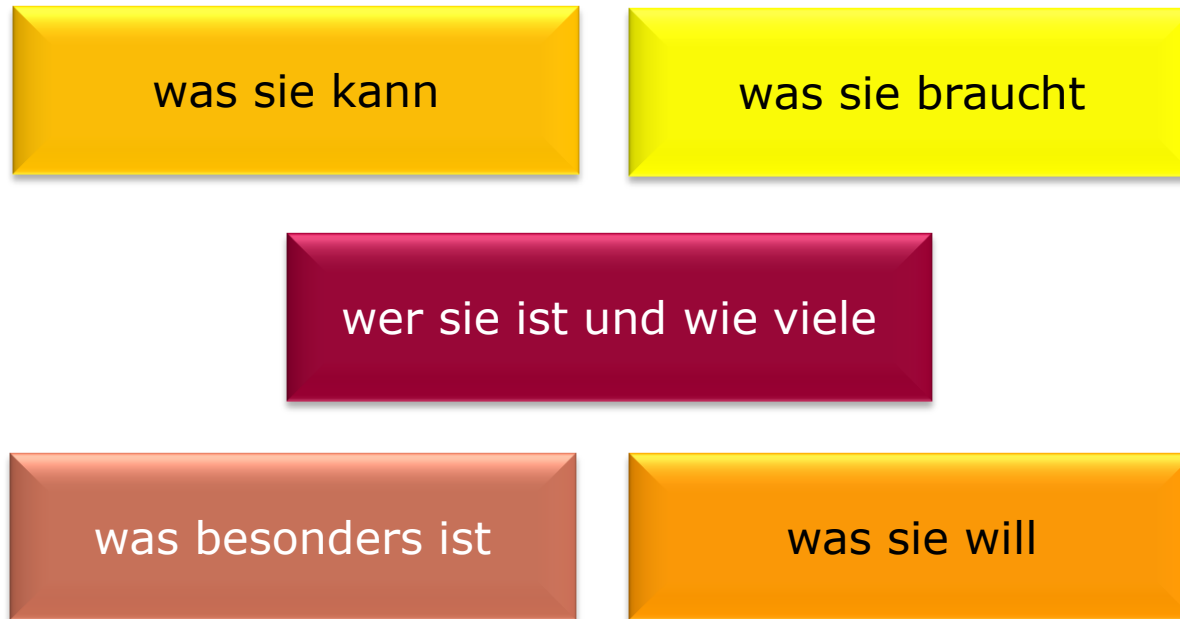 was sie kann
was sie braucht
wer sie ist und wie viele
was besonders ist
was sie will